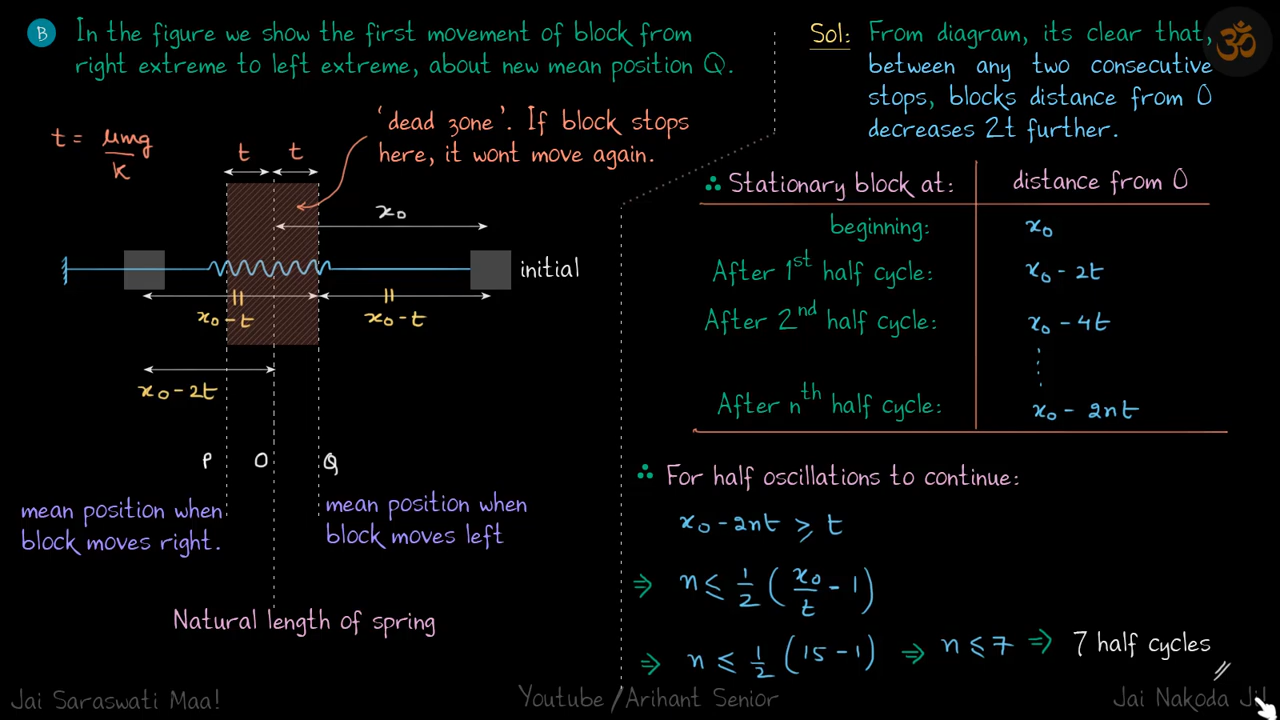 B In the figure we show the first movement of block from
right extreme to left extreme, about new mean position Q.
t = μmg/k
'dead zone'. If block stops
here, it wont move again.
t t
x₀
initial
x₀ - t x₀ - t
x₀ - 2t
P O Q
mean position when
block moves right.
mean position when
block moves left
Natural length of spring
Sol: From diagram, its clear that,
between any two consecutive
stops, blocks distance from O
decreases 2t further.
∴ Stationary block at: distance from O
beginning: x₀
After 1st half cycle: x₀ - 2t
After 2nd half cycle: x₀ - 4t
After nth half cycle: x₀ - 2nt
∴ For half oscillations to continue:
x₀ - 2nt ⩾ t
⇒ n ⩽ 1/2 (x₀/t - 1)
⇒ n ⩽ 1/2 (15 - 1) ⇒ n ⩽ 7 ⇒ 7 half cycles
ॐ
Jai Saraswati Maa! Youtube/Arihant Senior Jai Nakoda Ji!